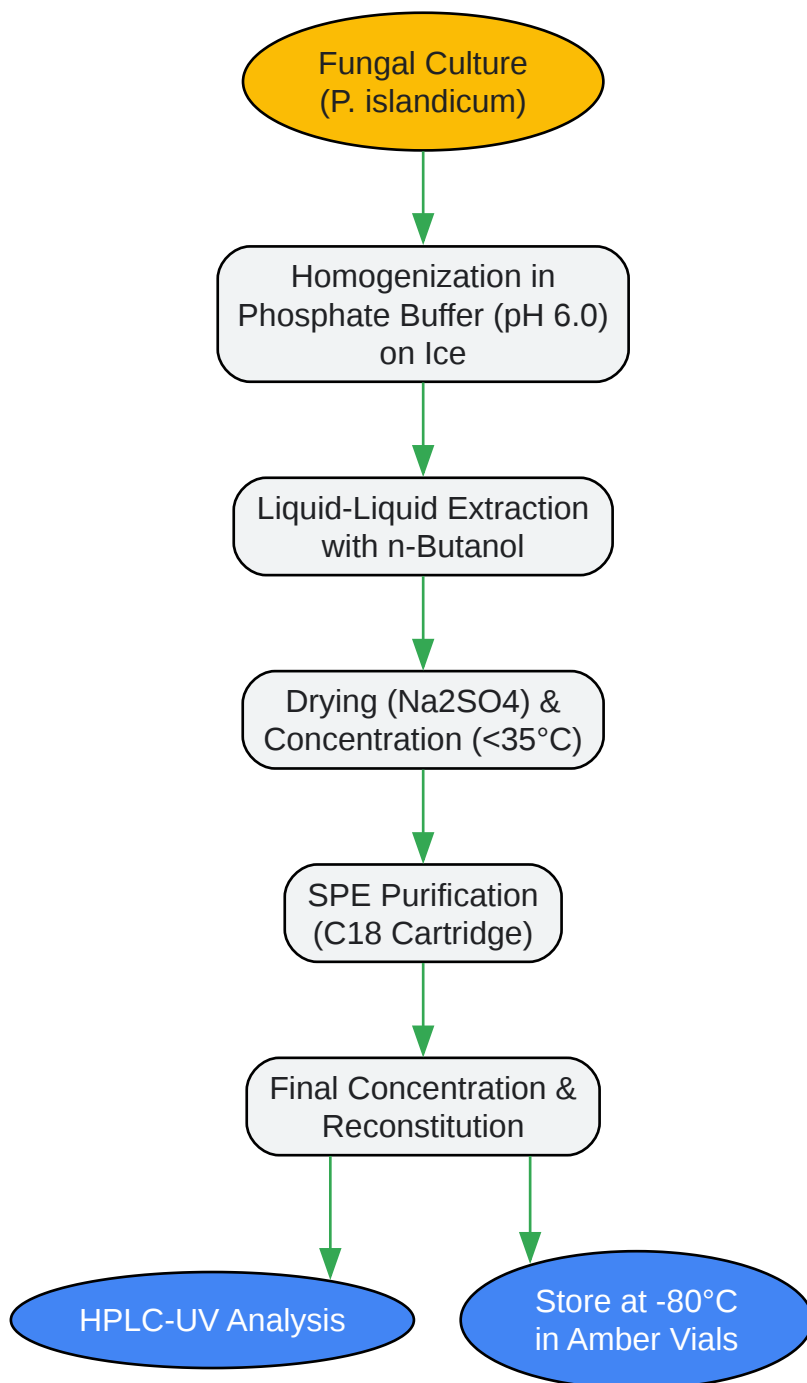 Fungal Culture
(P. islandicum)
Homogenization in
Phosphate Buffer (pH 6.0)
on Ice
Liquid-Liquid Extraction
with n-Butanol
Drying (Na2SO4) &
Concentration (<35°C)
SPE Purification
(C18 Cartridge)
Final Concentration &
Reconstitution
HPLC-UV Analysis
Store at -80°C
in Amber Vials